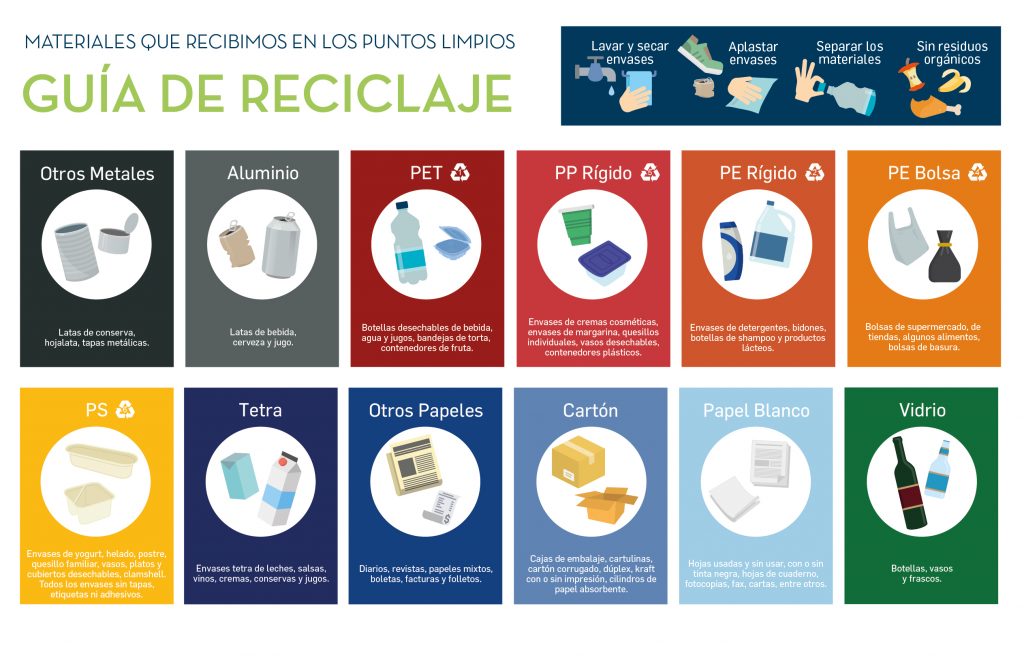 MATERIALES QUE RECIBIMOS EN LOS PUNTOS LIMPIOS
GUÍA DE RECICLAJE
Lavar y secar
envases
Aplastar
envases
Separar los
materiales
Sin residuos
orgánicos
Otros Metales
Latas de conserva,
hojalata, tapas metálicas.
Aluminio
Latas de bebida,
cerveza y jugo.
PET 1
Botellas desechables de bebida,
agua y jugos, bandejas de torta,
contenedores de fruta.
PP Rígido 5
Envases de cremas cosméticas,
envases de margarina, quesillos
individuales, vasos desechables,
contenedores plásticos.
PE Rígido 2
Envases de detergentes, bidones,
botellas de shampoo y productos
lácteos.
PE Bolsa 4
Bolsas de supermercado, de
tiendas, algunos alimentos,
bolsas de basura.
PS 6
Envases de yogurt, helado, postre,
quesillo familiar, vasos, platos y
cubiertos desechables, clamshell.
Todos los envases sin tapas,
etiquetas ni adhesivos.
Tetra
Envases tetra de leches, salsas,
vinos, cremas, conservas y jugos.
Otros Papeles
Diarios, revistas, papeles mixtos,
boletas, facturas y folletos.
Cartón
Cajas de embalaje, cartulinas,
cartón corrugado, dúplex, kraft
con o sin impresión, cilindros de
papel absorbente.
Papel Blanco
Hojas usadas y sin usar, con o sin
tinta negra, hojas de cuaderno,
fotocopias, fax, cartas, entre otros.
Vidrio
Botellas, vasos
y frascos.